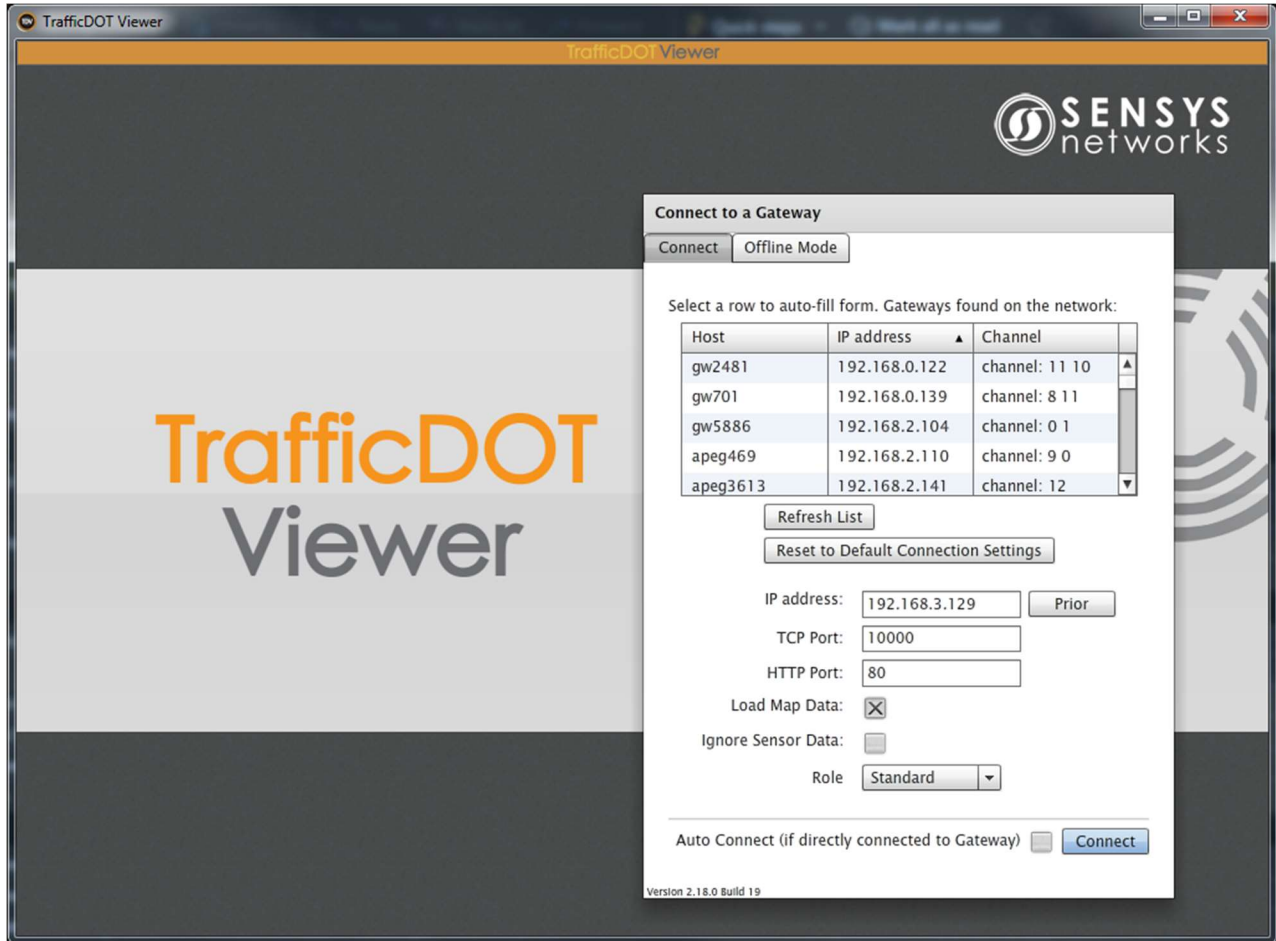 TrafficDOT Viewer
TrafficDOT Viewer
SENSYS
networks
TrafficDOT
Viewer
Connect to a Gateway
Connect Offline Mode
Select a row to auto-fill form. Gateways found on the network:
Host IP address Channel
gw2481 192.168.0.122 channel: 11 10
gw701 192.168.0.139 channel: 8 11
gw5886 192.168.2.104 channel: 0 1
apeg469 192.168.2.110 channel: 9 0
apeg3613 192.168.2.141 channel: 12
Refresh List
Reset to Default Connection Settings
IP address: 192.168.3.129 Prior
TCP Port: 10000
HTTP Port: 80
Load Map Data:
Ignore Sensor Data:
Role Standard
Auto Connect (if directly connected to Gateway) Connect
Version 2.18.0 Build 19